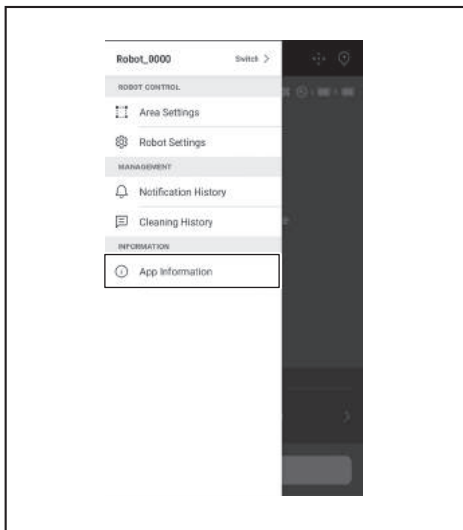 Robot_0000 Switch >
ROBOT CONTROL
Area Settings
Robot Settings
MANAGEMENT
Notification History
Cleaning History
INFORMATION
App Information